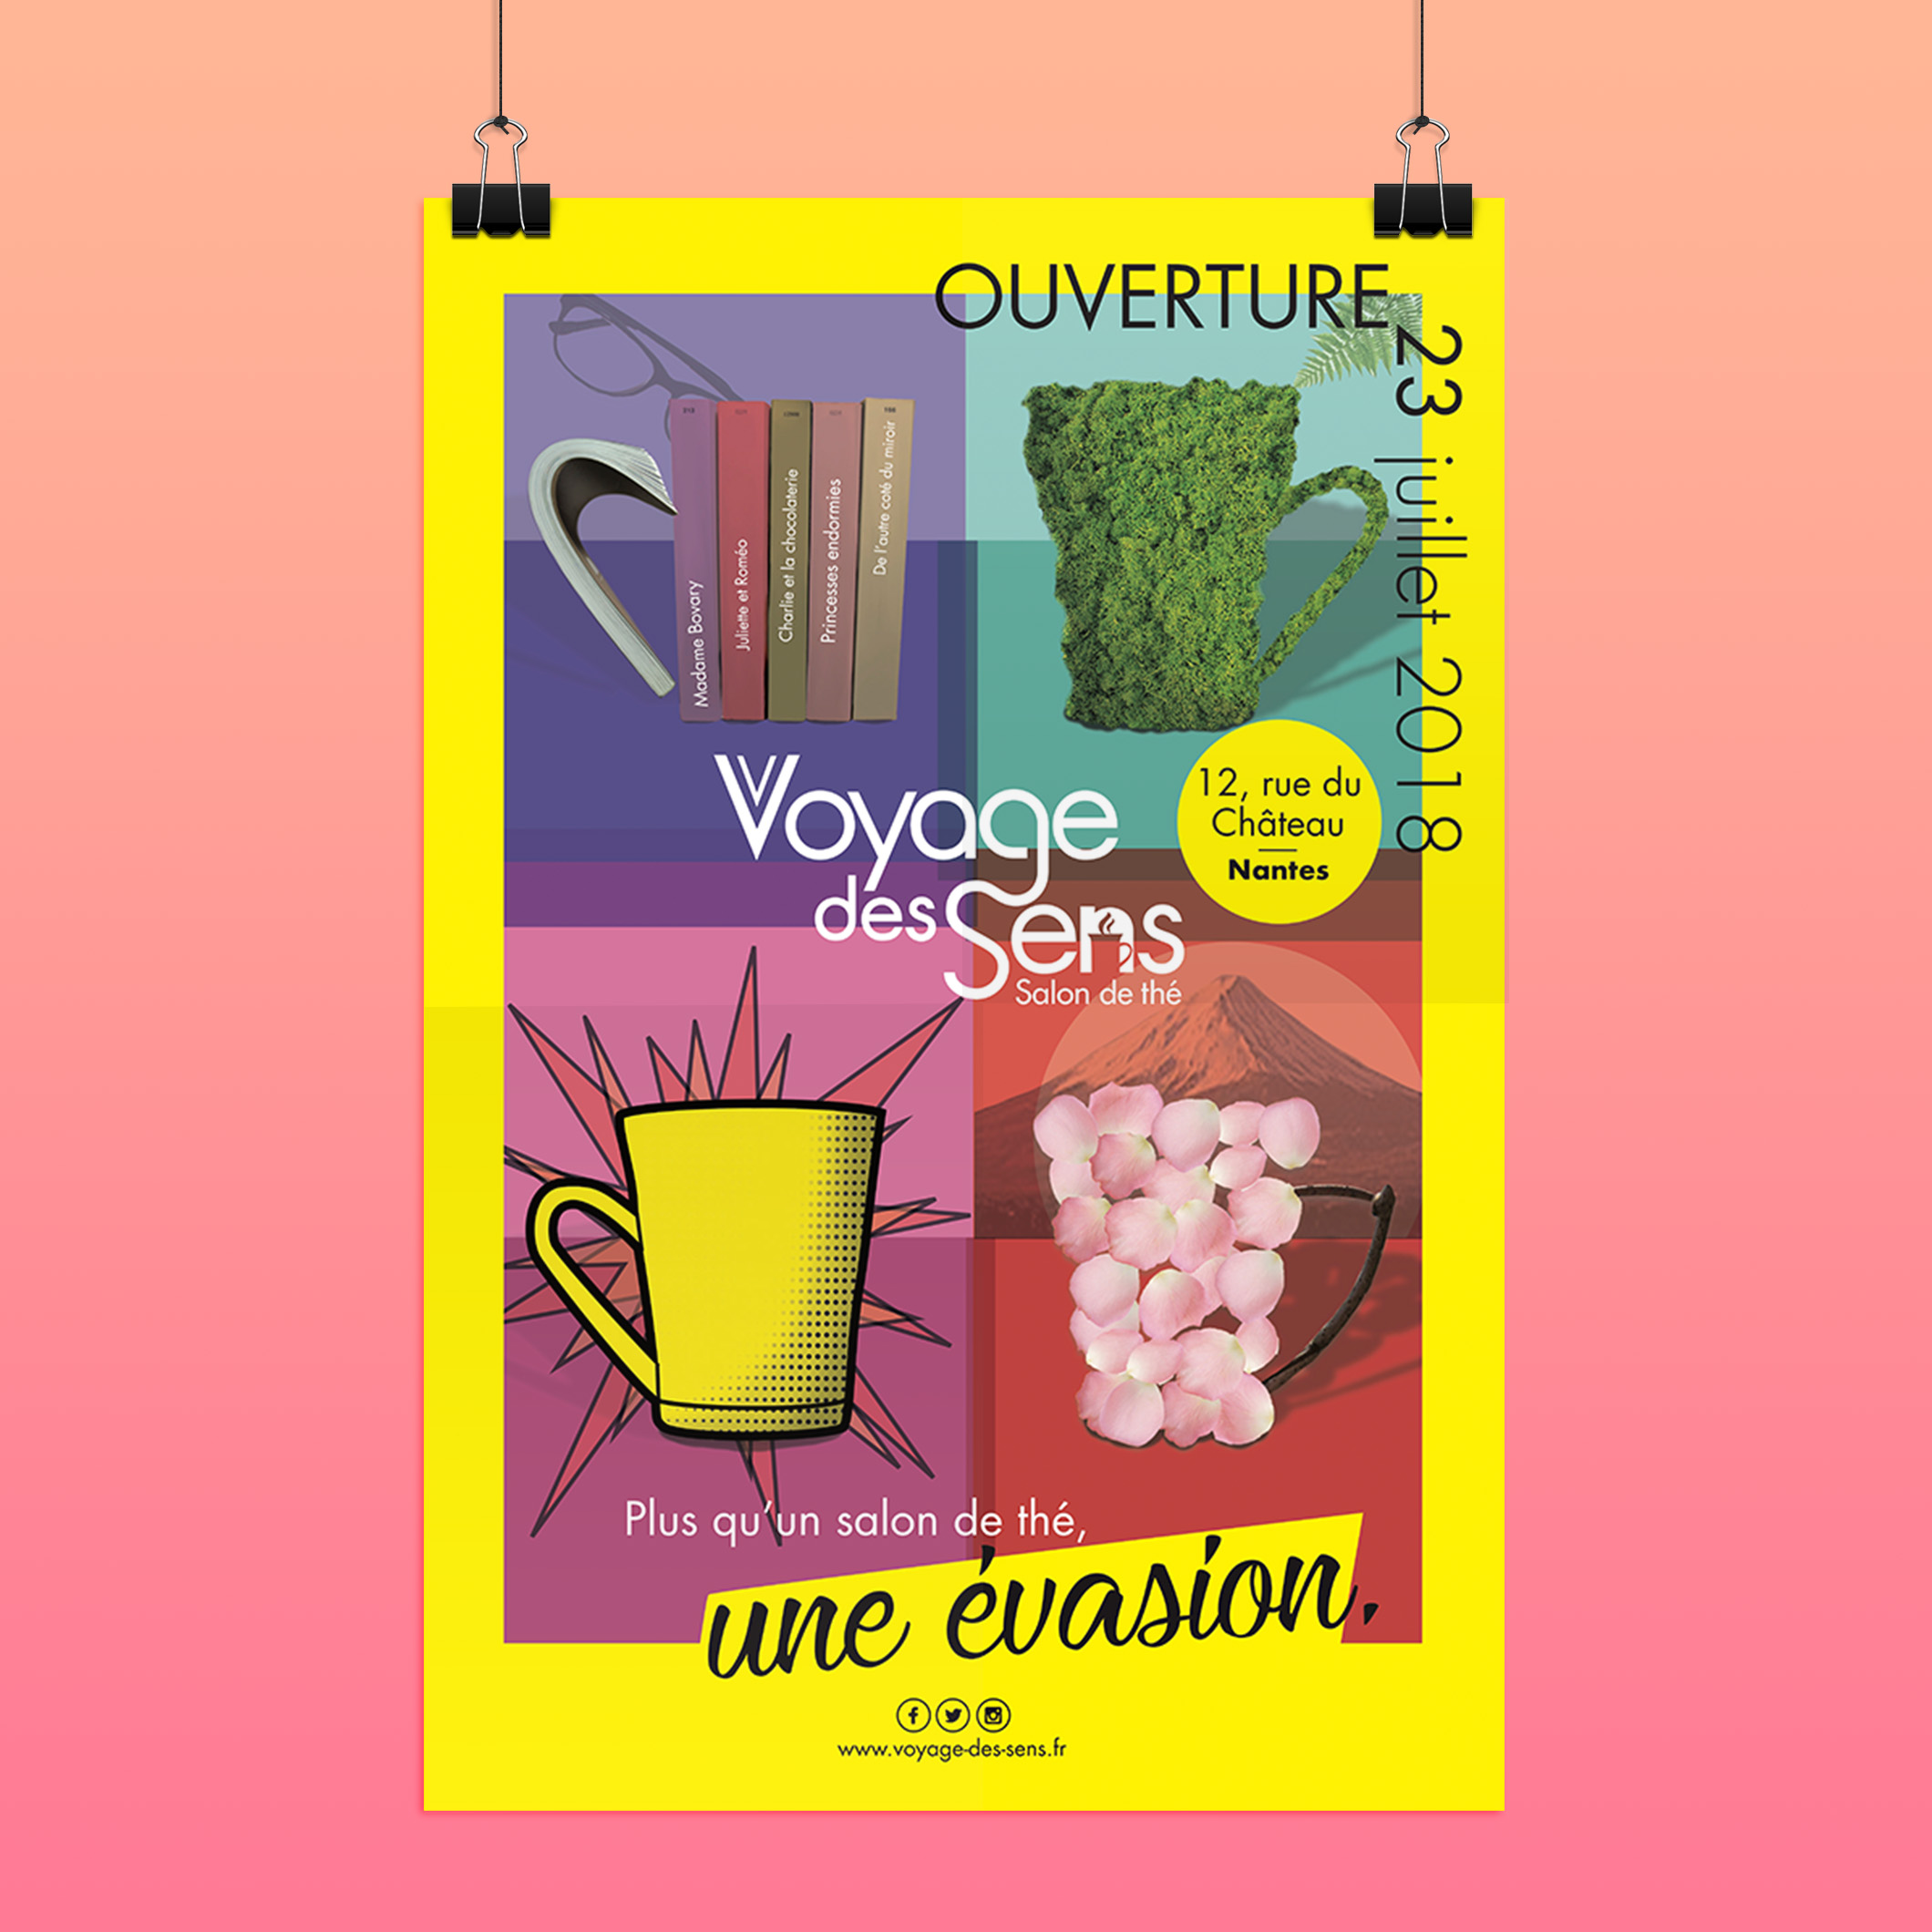 OUVERTURE
23 juillet 2018
Madame Bovary
Juliette et Roméo
Charlie et la chocolaterie
Princesses endormies
De l'autre coté du miroir
Voyage
des Sens
Salon de thé
12, rue du
Château
Nantes
Plus qu'un salon de thé,
une évasion.
www.voyage-des-sens.fr